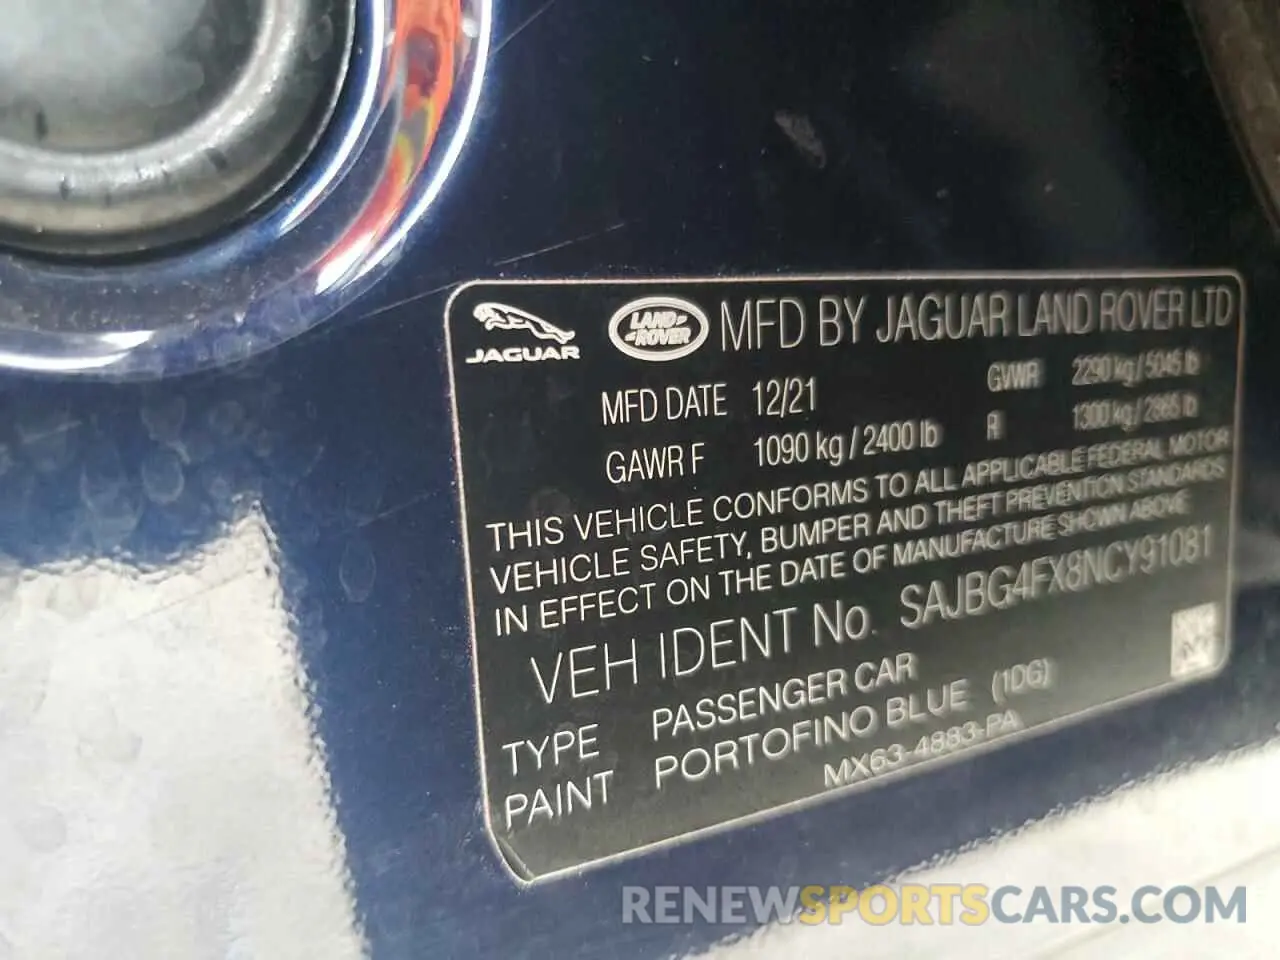 JAGUAR
LAND ROVER
MFD BY JAGUAR LAND ROVER LTD
MFD DATE 12/21 GVWR 2290 kg / 5045 lb
GAWR F 1090 kg / 2400 lb R 1300 kg / 2865 lb
THIS VEHICLE CONFORMS TO ALL APPLICABLE FEDERAL MOTOR
VEHICLE SAFETY, BUMPER AND THEFT PREVENTION STANDARDS
IN EFFECT ON THE DATE OF MANUFACTURE SHOWN ABOVE
VEH IDENT No. SAJBG4FX8NCY91081
TYPE PASSENGER CAR
PAINT PORTOFINO BLUE (1DG)
MX63-4883-PA
RENEWSPORTSCARS.COM